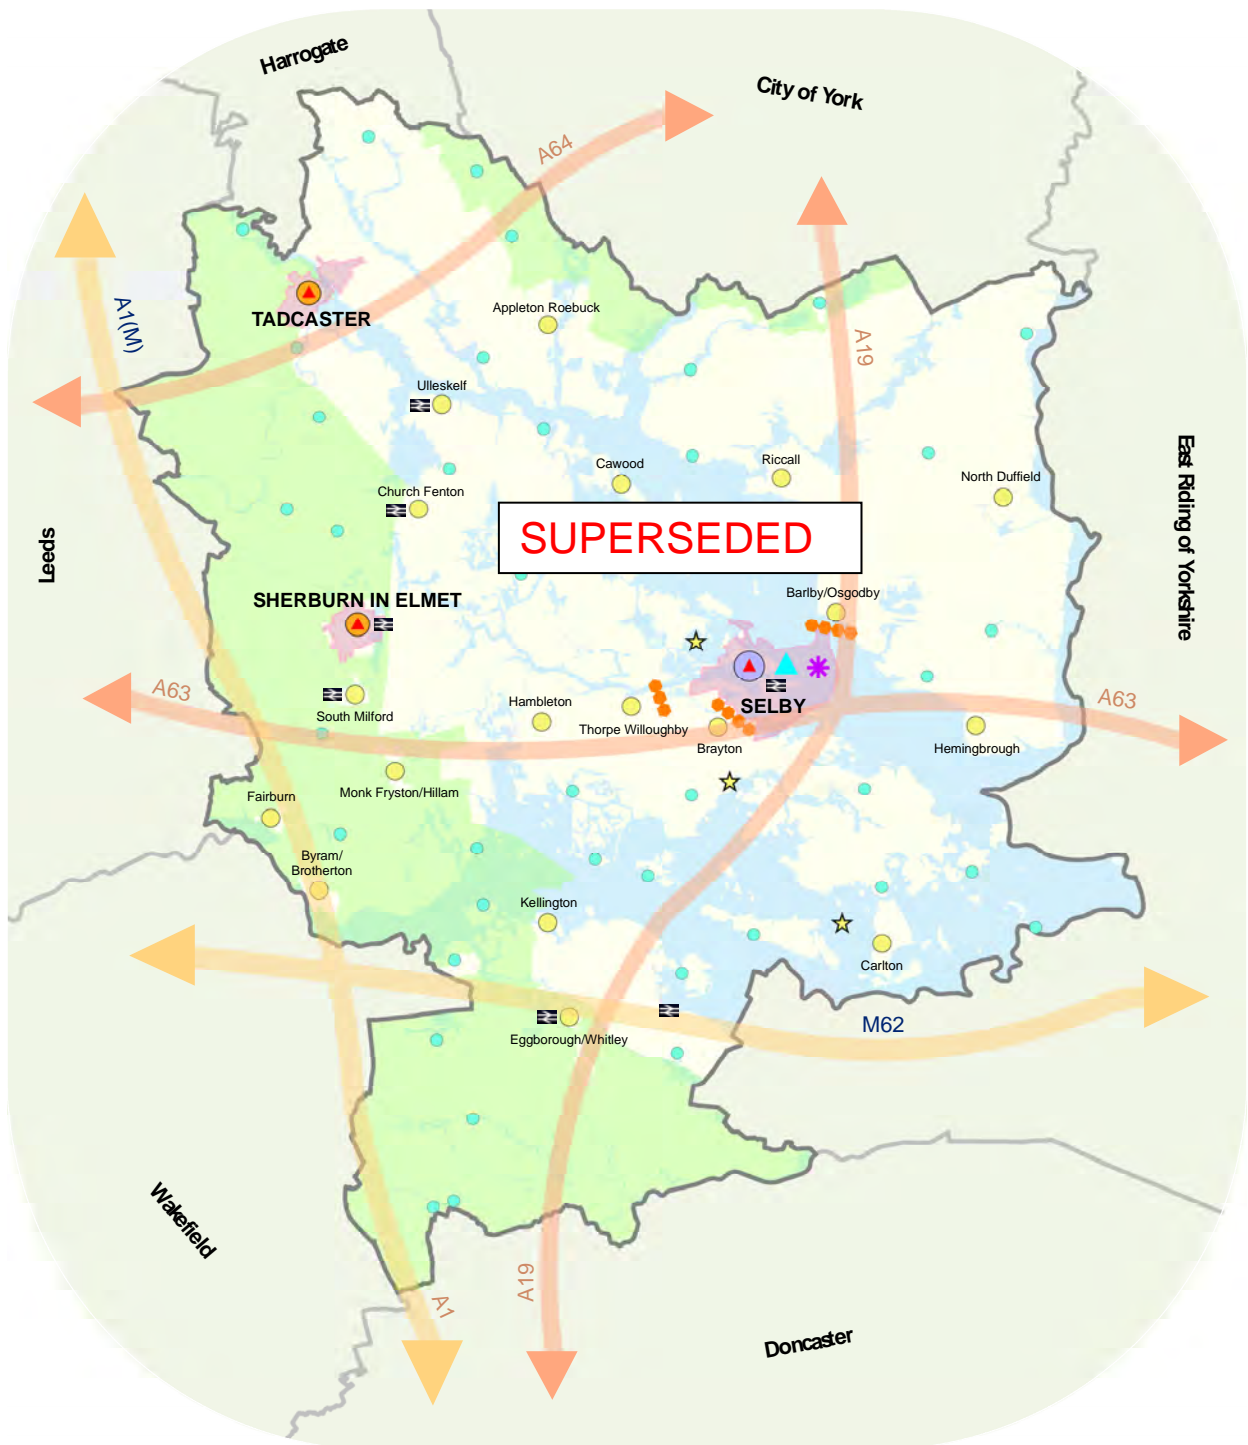 Harrogate
City of York
A64
A1(M)
TADCASTER
Appleton Roebuck
A19
Ulleskelf
Cawood
Riccall
North Duffield
East Riding of Yorkshire
Church Fenton
Leeds
SUPERSEDED
SHERBURN IN ELMET
Barlby/Osgodby
A63
South Milford
Hambleton
Thorpe Willoughby
SELBY
Brayton
A63
Hemingbrough
Monk Fryston/Hillam
Fairburn
Byram/
Brotherton
Kellington
Carlton
M62
Eggborough/Whitley
Wakefield
A19
A1
Doncaster